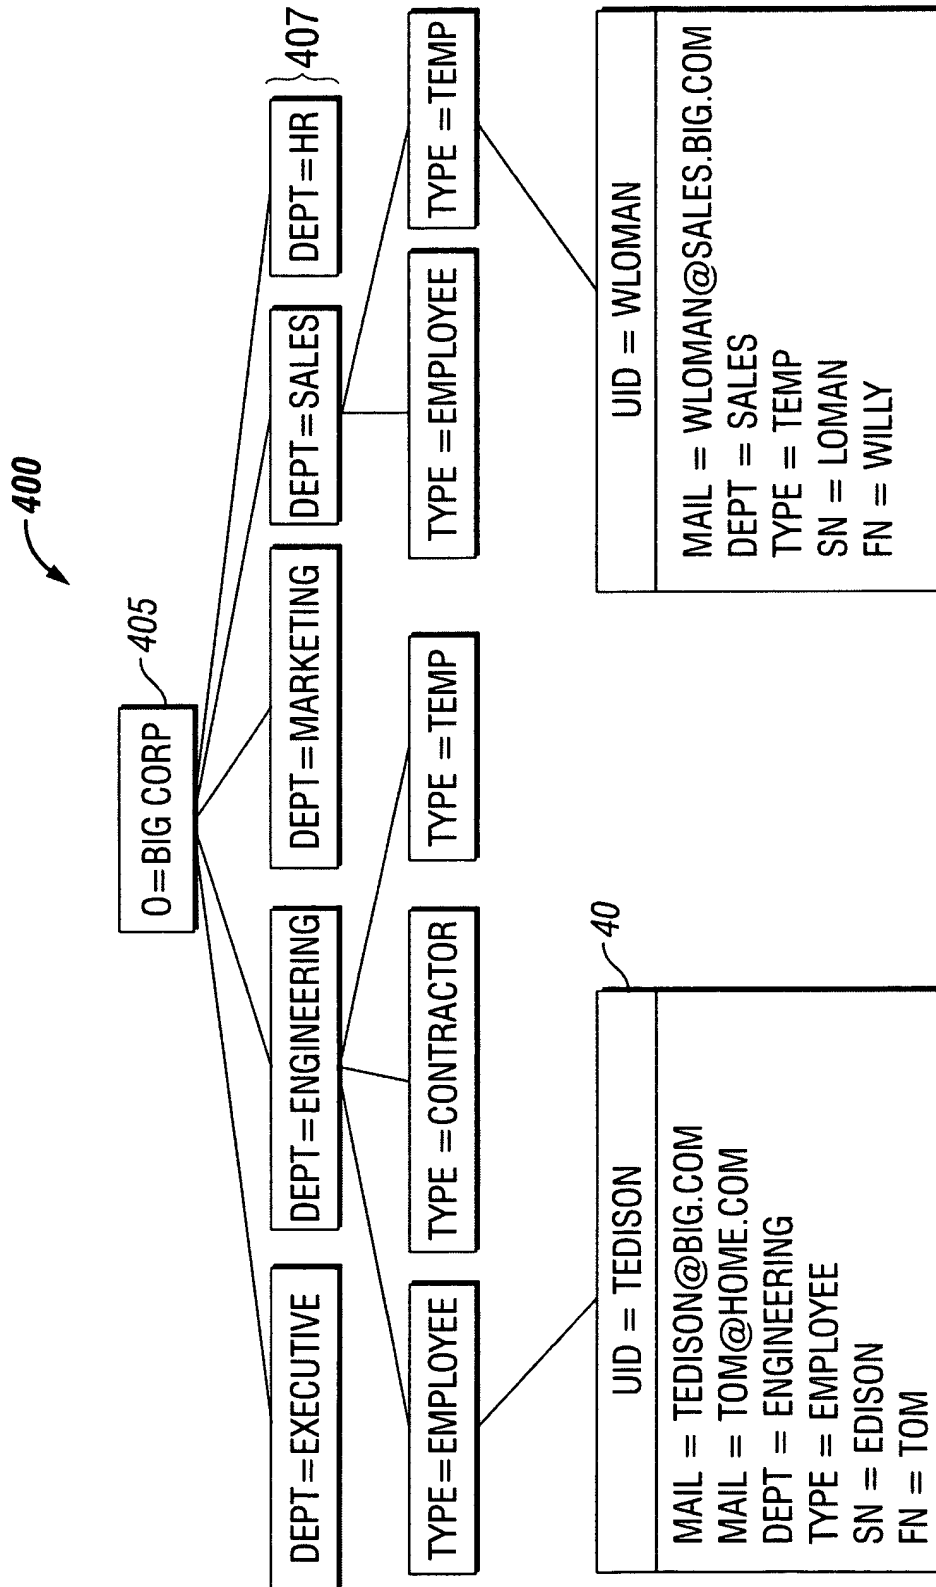 400
O=BIG CORP
405
DEPT=EXECUTIVE
DEPT=ENGINEERING
DEPT=MARKETING
DEPT=SALES
DEPT=HR
407
TYPE=EMPLOYEE
TYPE =CONTRACTOR
TYPE =TEMP
TYPE =EMPLOYEE
TYPE =TEMP
40
UID = TEDISON
MAIL = TEDISON@BIG.COM
MAIL = TOM@HOME.COM
DEPT = ENGINEERING
TYPE = EMPLOYEE
SN = EDISON
FN = TOM
UID = WLOMAN
MAIL = WLOMAN@SALES.BIG.COM
DEPT = SALES
TYPE = TEMP
SN = LOMAN
FN = WILLY